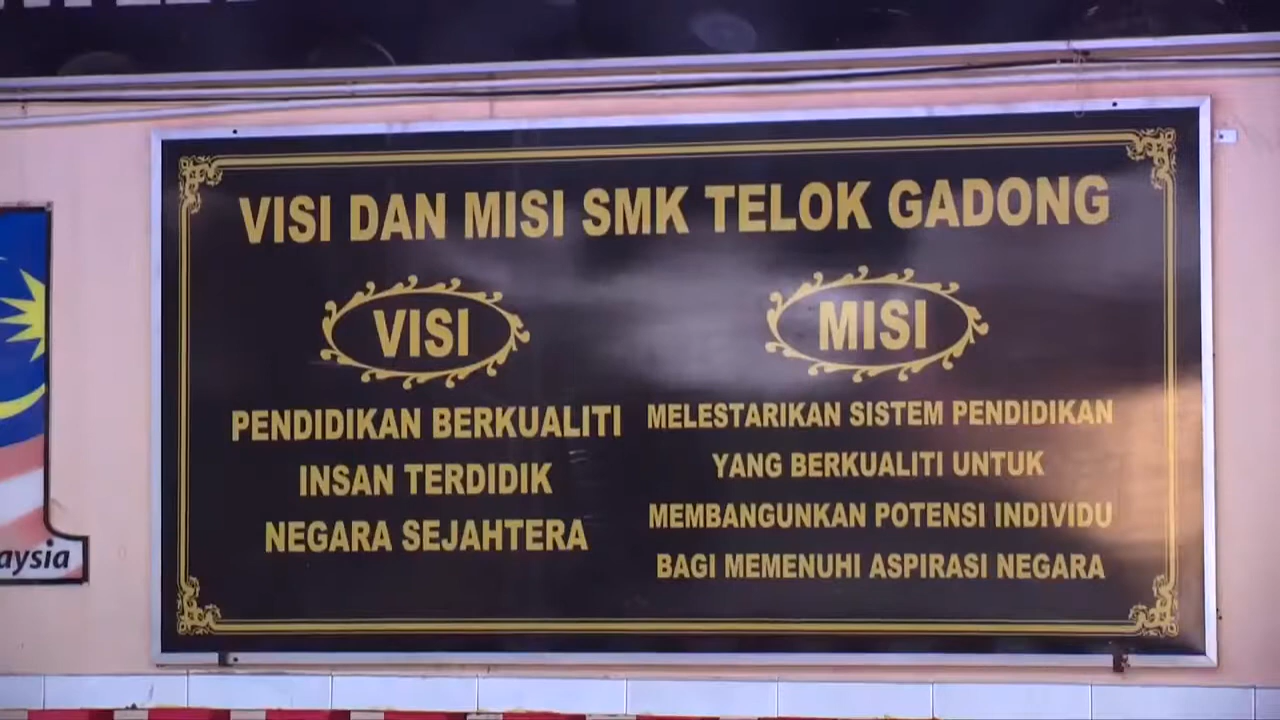 VISI DAN MISI SMK TELOK GADONG
VISI
PENDIDIKAN BERKUALITI
INSAN TERDIDIK
NEGARA SEJAHTERA
MISI
MELESTARIKAN SISTEM PENDIDIKAN
YANG BERKUALITI UNTUK
MEMBANGUNKAN POTENSI INDIVIDU
BAGI MEMENUHI ASPIRASI NEGARA
aysia